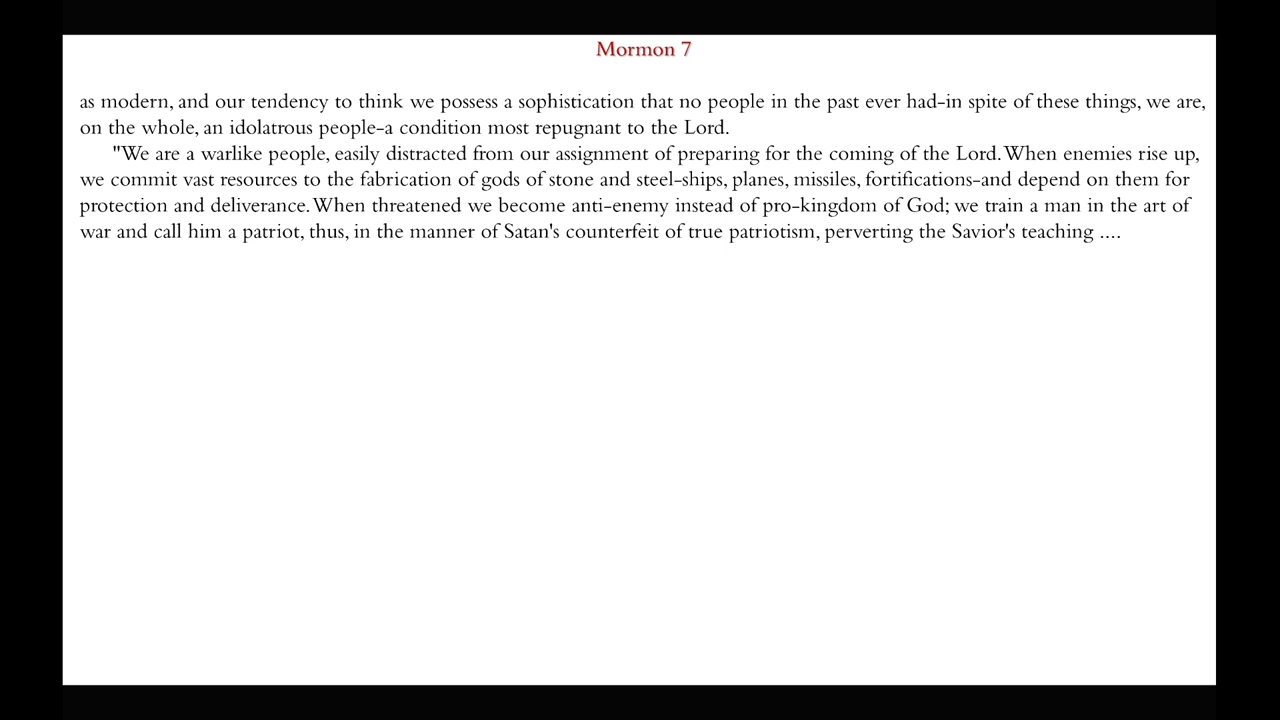 Mormon 7
as modern, and our tendency to think we possess a sophistication that no people in the past ever had-in spite of these things, we are,
on the whole, an idolatrous people-a condition most repugnant to the Lord.
"We are a warlike people, easily distracted from our assignment of preparing for the coming of the Lord. When enemies rise up,
we commit vast resources to the fabrication of gods of stone and steel-ships, planes, missiles, fortifications-and depend on them for
protection and deliverance. When threatened we become anti-enemy instead of pro-kingdom of God; we train a man in the art of
war and call him a patriot, thus, in the manner of Satan's counterfeit of true patriotism, perverting the Savior's teaching ....